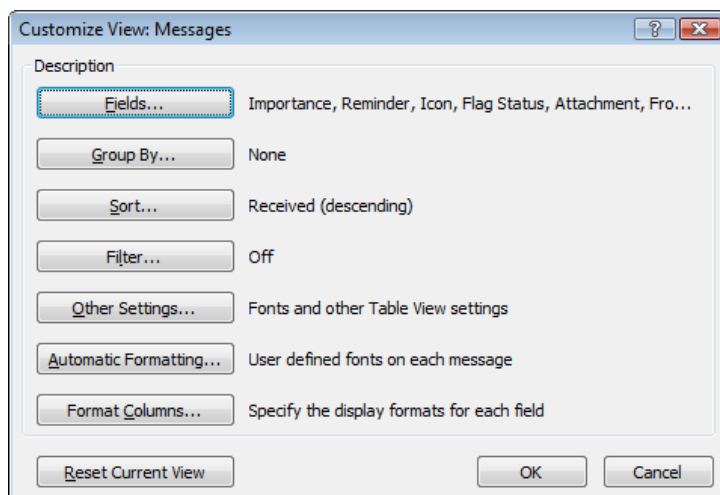 Customize View: Messages
Description
Fields... Importance, Reminder, Icon, Flag Status, Attachment, Fro...
Group By... None
Sort... Received (descending)
Filter... Off
Other Settings... Fonts and other Table View settings
Automatic Formatting... User defined fonts on each message
Format Columns... Specify the display formats for each field
Reset Current View OK Cancel